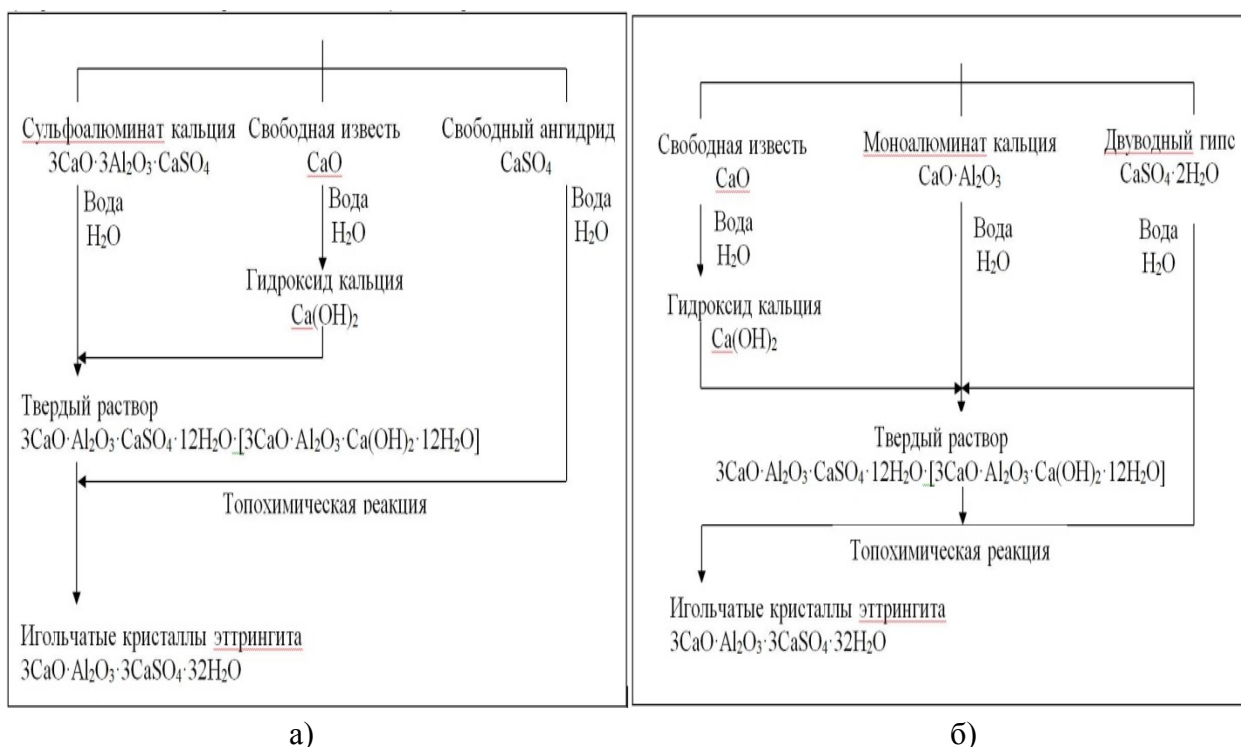 Сульфоалюминат кальция
3CaO·3Al₂O₃·CaSO₄
Вода
H₂O
Свободная известь
CaO
Вода
H₂O
Гидроксид кальция
Ca(OH)₂
Свободный ангидрид
CaSO₄
Вода
H₂O
Твердый раствор
3CaO·Al₂O₃·CaSO₄·12H₂O·[3CaO·Al₂O₃·Ca(OH)₂·12H₂O]
Топохимическая реакция
Игольчатые кристаллы эттрингита
3CaO·Al₂O₃·3CaSO₄·32H₂O
а)
Свободная известь
CaO
Вода
H₂O
Гидроксид кальция
Ca(OH)₂
Моноалюминат кальция
CaO·Al₂O₃
Вода
H₂O
Двуводный гипс
CaSO₄·2H₂O
Вода
H₂O
Твердый раствор
3CaO·Al₂O₃·CaSO₄·12H₂O·[3CaO·Al₂O₃·Ca(OH)₂·12H₂O]
Топохимическая реакция
Игольчатые кристаллы эттрингита
3CaO·Al₂O₃·3CaSO₄·32H₂O
б)